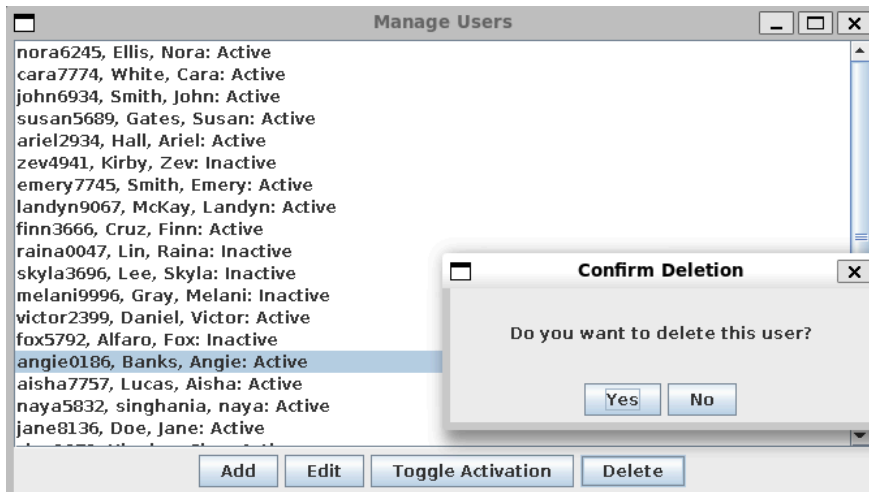 Manage Users
nora6245, Ellis, Nora: Active
cara7774, White, Cara: Active
john6934, Smith, John: Active
susan5689, Gates, Susan: Active
ariel2934, Hall, Ariel: Active
zev4941, Kirby, Zev: Inactive
emery7745, Smith, Emery: Active
landyn9067, McKay, Landyn: Active
finn3666, Cruz, Finn: Active
raina0047, Lin, Raina: Inactive
skyla3696, Lee, Skyla: Inactive
melani9996, Gray, Melani: Inactive
victor2399, Daniel, Victor: Active
fox5792, Alfaro, Fox: Inactive
angie0186, Banks, Angie: Active
aisha7757, Lucas, Aisha: Active
naya5832, singhania, naya: Active
jane8136, Doe, Jane: Active
Confirm Deletion
Do you want to delete this user?
Yes No
Add Edit Toggle Activation Delete